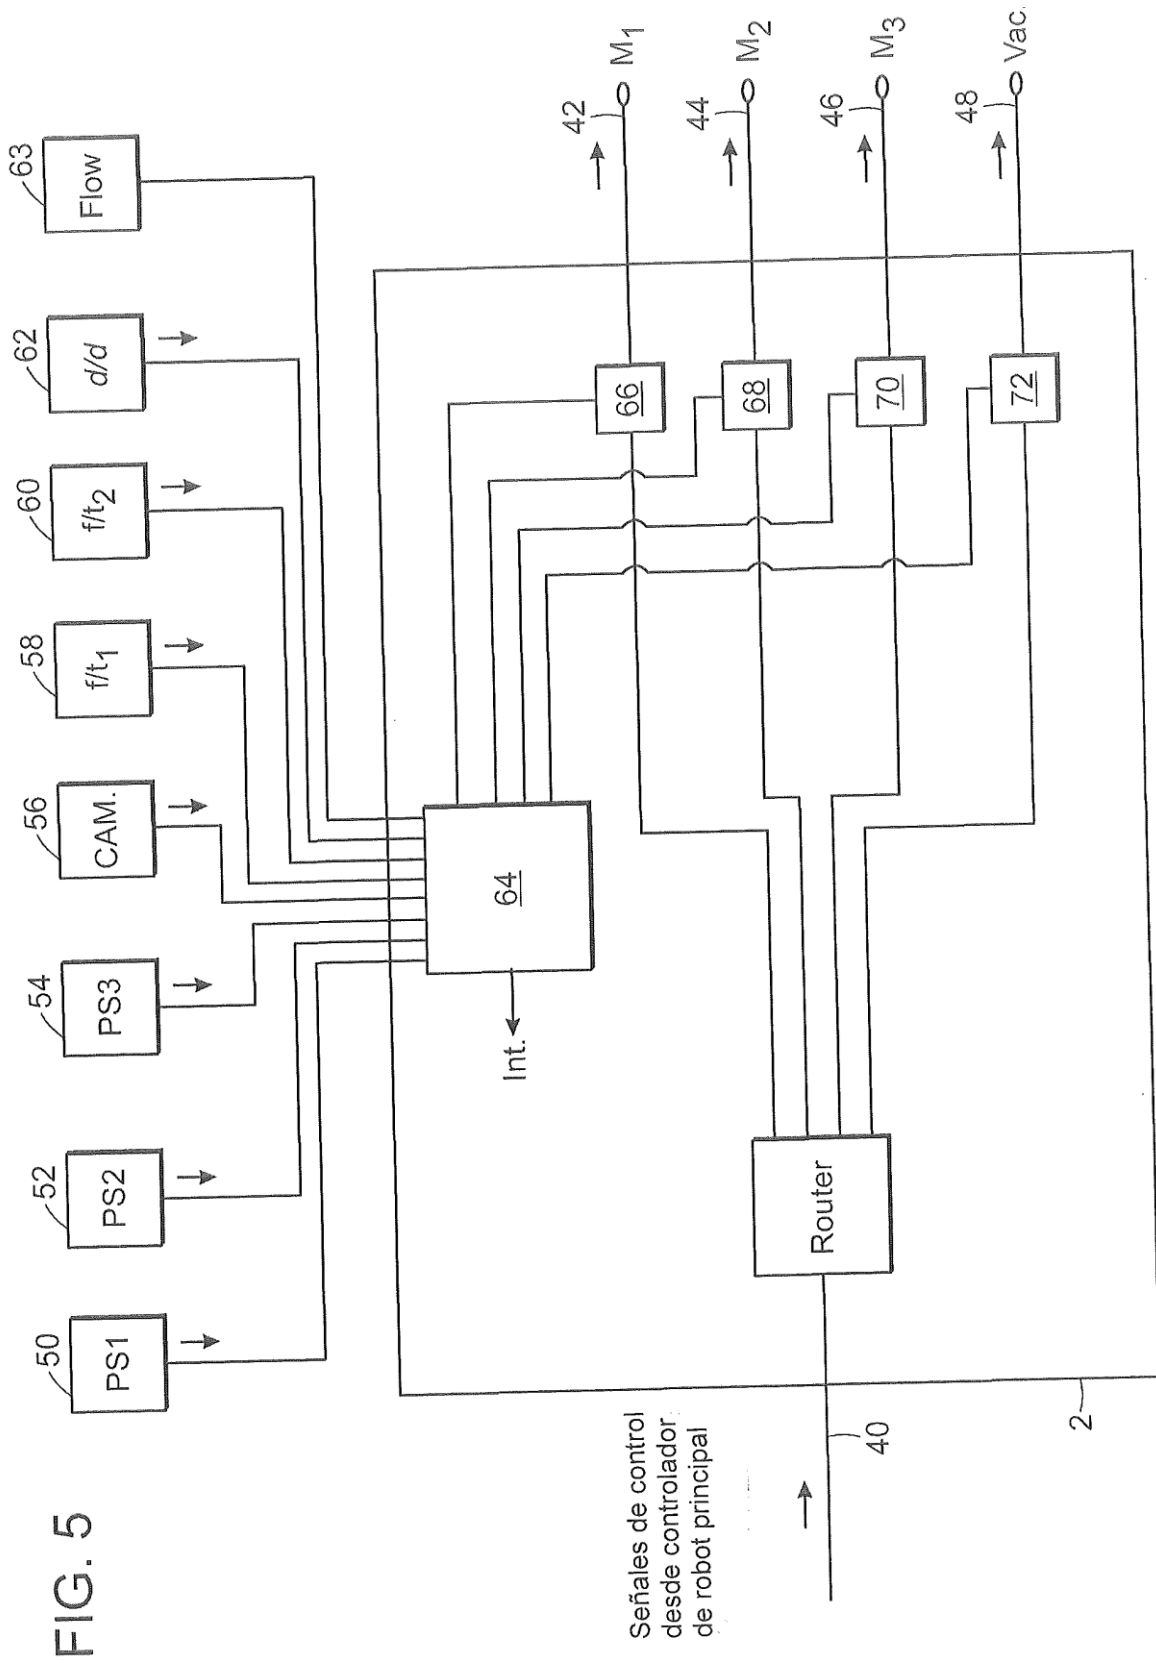 FIG. 5
50
52
54
56
58
60
62
63
PS1
PS2
PS3
CAM.
f/t1
f/t2
d/d
Flow
64
Int.
66
68
70
72
42
M1
44
M2
46
M3
48
Vac.
Router
Señales de control
desde controlador
de robot principal
40
2